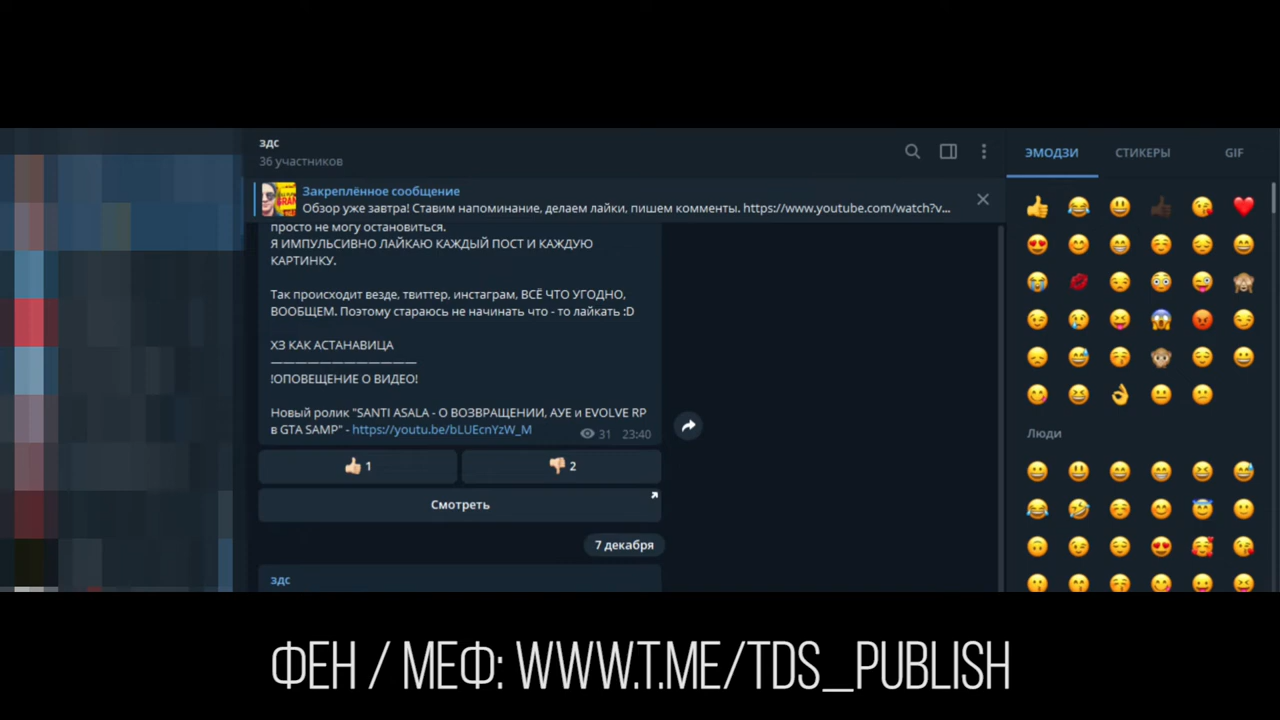 здс
36 участников
Закреплённое сообщение
Обзор уже завтра! Ставим напоминание, делаем лайки, пишем комменты. https://www.youtube.com/watch?v...
просто не могу остановиться.
Я ИМПУЛЬСИВНО ЛАЙКАЮ КАЖДЫЙ ПОСТ И КАЖДУЮ
КАРТИНКУ.
Так происходит везде, твиттер, инстаграм, ВСЁ ЧТО УГОДНО,
ВООБЩЕМ. Поэтому стараюсь не начинать что - то лайкать :D
ХЗ КАК АСТАНАВИЦА
————————————
!ОПОВЕЩЕНИЕ О ВИДЕО!
Новый ролик "SANTI ASALA - О ВОЗВРАЩЕНИИ, АУЕ и EVOLVE RP
в GTA SAMP" - https://youtu.be/bLUEcnYzW_M
31 23:40
1
2
Смотреть
7 декабря
здс
ЭМОДЗИ СТИКЕРЫ GIF
Люди
ФЕН / МЕФ: WWW.T.ME/TDS_PUBLISH